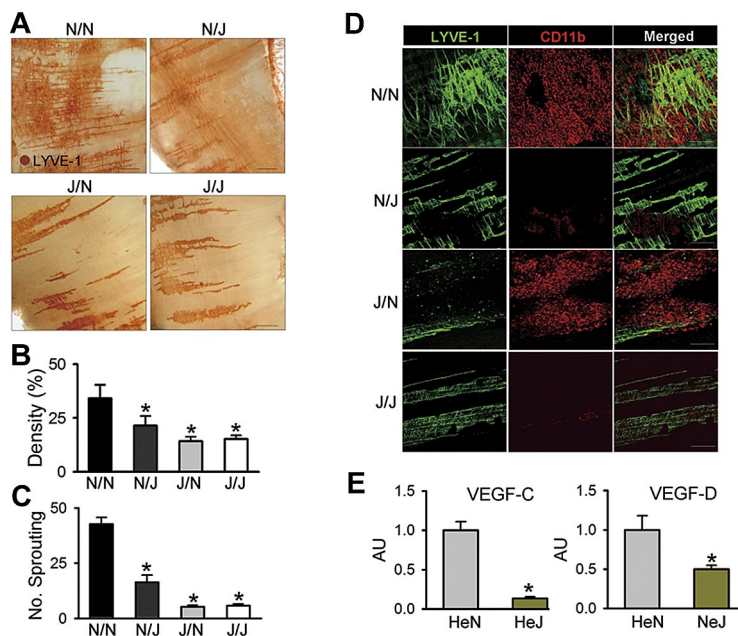 A
N/N
N/J
LYVE-1
J/N
J/J
B
Density (%)
50
25
0
N/N
N/J
J/N
J/J
*
*
*
C
No. Sprouting
50
25
0
N/N
N/J
J/N
J/J
*
*
*
D
LYVE-1
CD11b
Merged
N/N
N/J
J/N
J/J
E
VEGF-C
AU
1.5
1.0
0.5
0.0
HeN
HeJ
*
VEGF-D
AU
1.5
1.0
0.5
0.0
HeN
NeJ
*